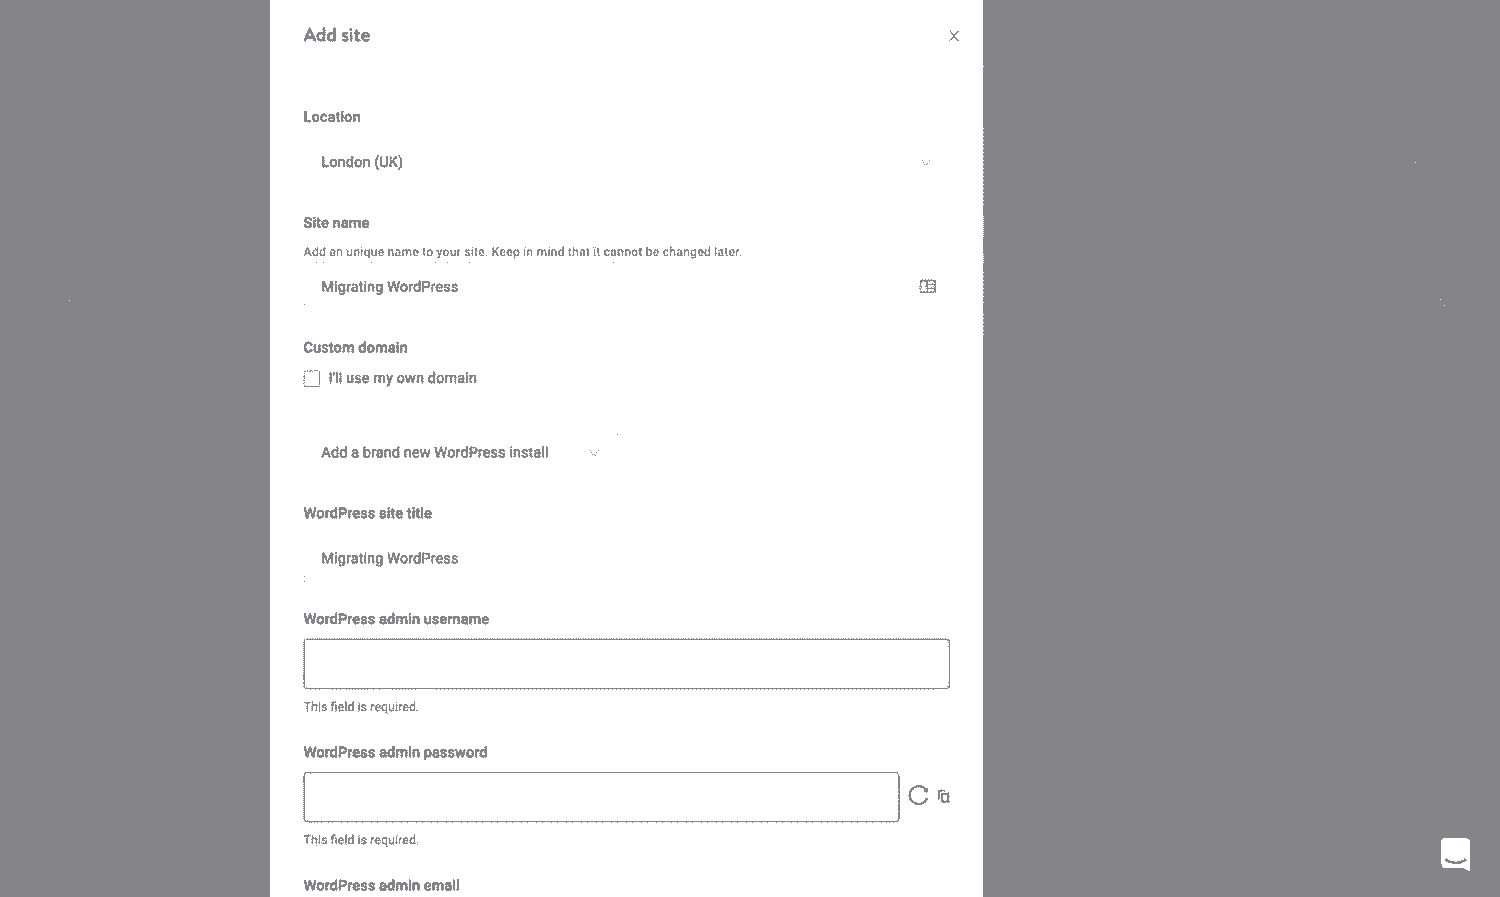 Add site
Location
London (UK)
Site name
Add an unique name to your site. Keep in mind that it cannot be changed later.
Migrating WordPress
Custom domain
I'll use my own domain
Add a brand new WordPress install
WordPress site title
Migrating WordPress
WordPress admin username
This field is required.
WordPress admin password
This field is required.
WordPress admin email